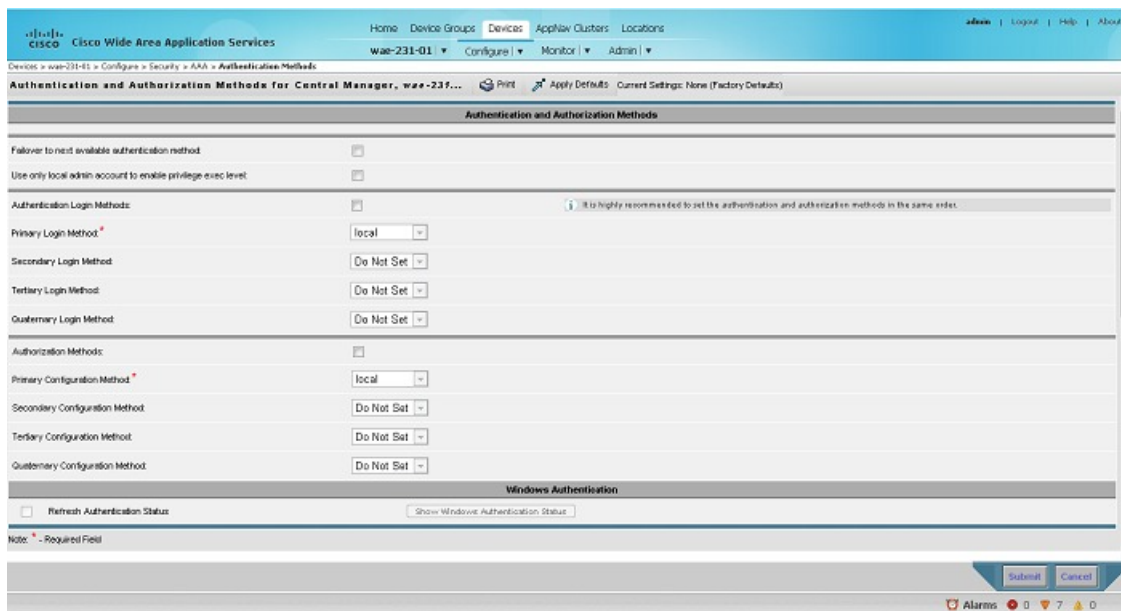 admin | Logout | Help | About
cisco Cisco Wide Area Application Services
Home Device Groups Devices AppNav Clusters Locations
wae-231-01 Configure Monitor Admin
Devices > wae-231-01 > Configure > Security > AAA > Authentication Methods
Authentication and Authorization Methods for Central Manager, wae-231... Print Apply Defaults Current Settings: None (Factory Defaults)
Authentication and Authorization Methods
Failover to next available authentication method:
Use only local admin account to enable privilege exec level:
Authentication Login Methods: It is highly recommended to set the authentication and authorization methods in the same order.
Primary Login Method:* local
Secondary Login Method: Do Not Set
Tertiary Login Method: Do Not Set
Quaternary Login Method: Do Not Set
Authorization Methods:
Primary Configuration Method:* local
Secondary Configuration Method: Do Not Set
Tertiary Configuration Method: Do Not Set
Quaternary Configuration Method: Do Not Set
Windows Authentication
Refresh Authentication Status Show Windows Authentication Status
Note: * - Required Field
Submit Cancel
Alarms 0 7 0